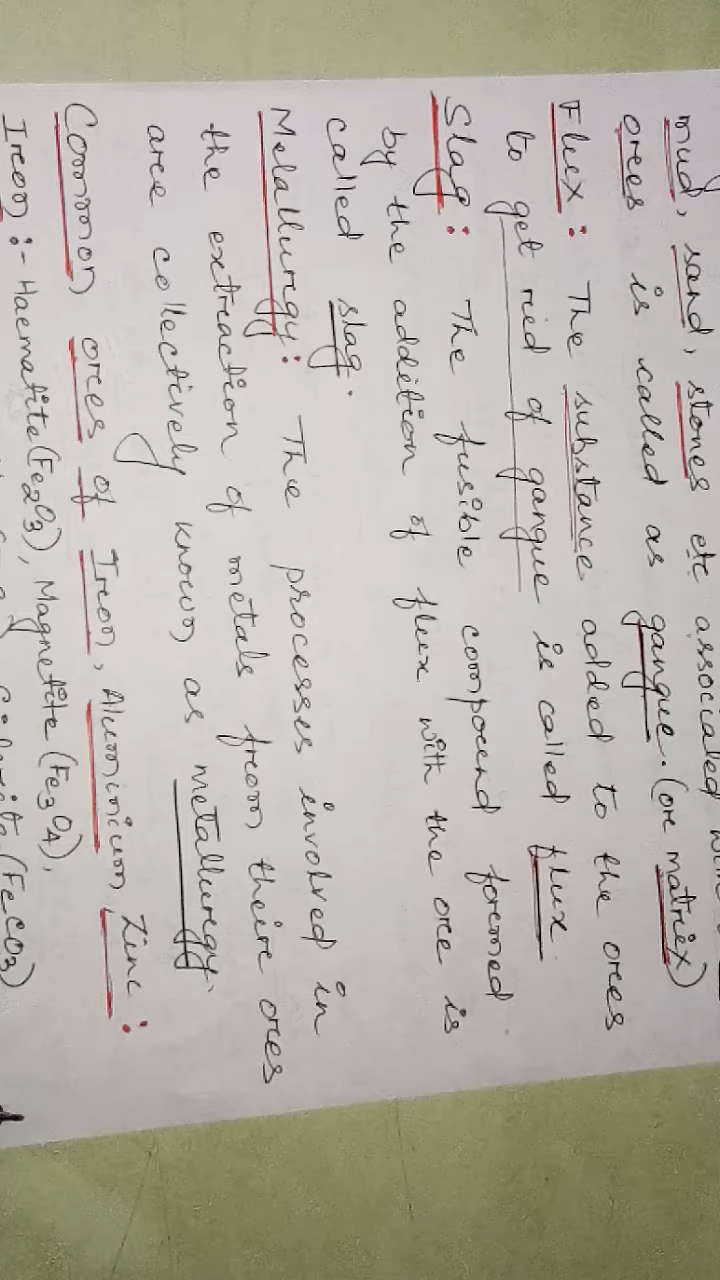 mud, sand, stones etc associated
ores is called as gangue. (or matrix)
Flux : The substance added to the ores
to get rid of gangue is called flux.
Slag : The fusible compound formed
by the addition of flux with the ore is
called slag.
Metallurgy : The processes involved in
the extraction of metals from their ores
are collectively known as metallurgy.
Common ores of Iron, Aluminium, Zinc :
Iron :- Haematite (Fe2O3), Magnetite (Fe3O4),
(FeCO3)